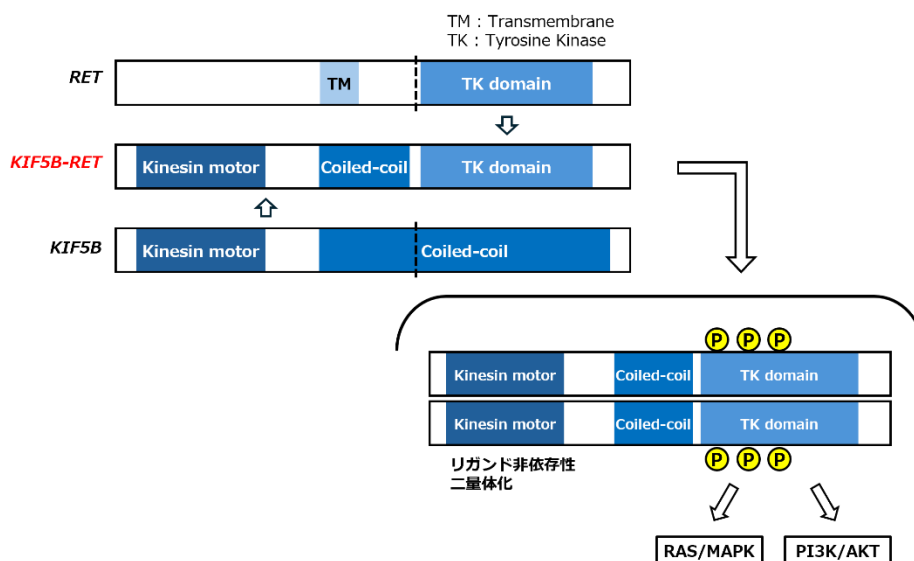 TM : Transmembrane
TK : Tyrosine Kinase
RET
TM
TK domain
KIF5B-RET
Kinesin motor
Coiled-coil
TK domain
KIF5B
Kinesin motor
Coiled-coil
P P P
Kinesin motor
Coiled-coil
TK domain
Kinesin motor
Coiled-coil
TK domain
P P P
リガンド非依存性
二量体化
RAS/MAPK
PI3K/AKT